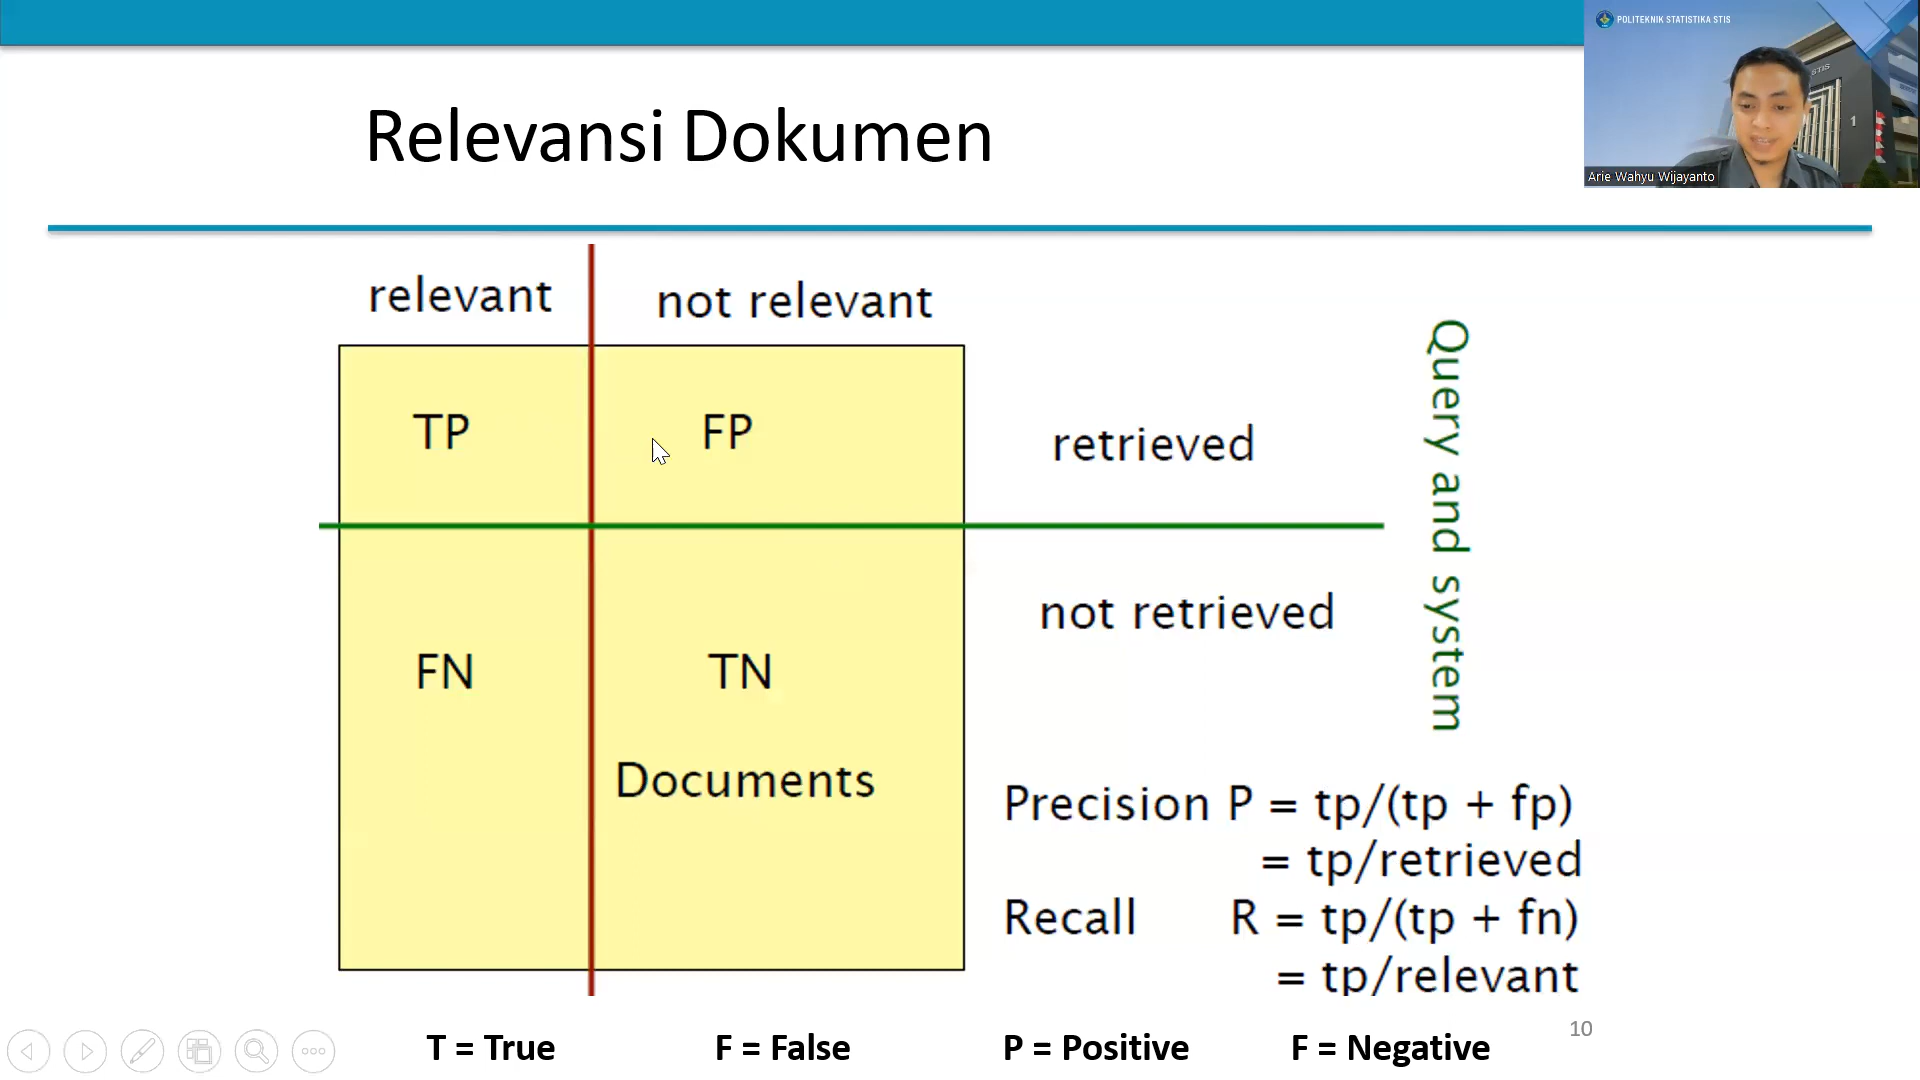 POLITEKNIK STATISTIKA STIS
STIS
1
Arie Wahyu Wijayanto
Relevansi Dokumen
relevant
not relevant
TP
FP
retrieved
FN
TN
not retrieved
Documents
Query and system
Precision P = tp/(tp + fp)
= tp/retrieved
Recall R = tp/(tp + fn)
= tp/relevant
10
T = True F = False P = Positive F = Negative